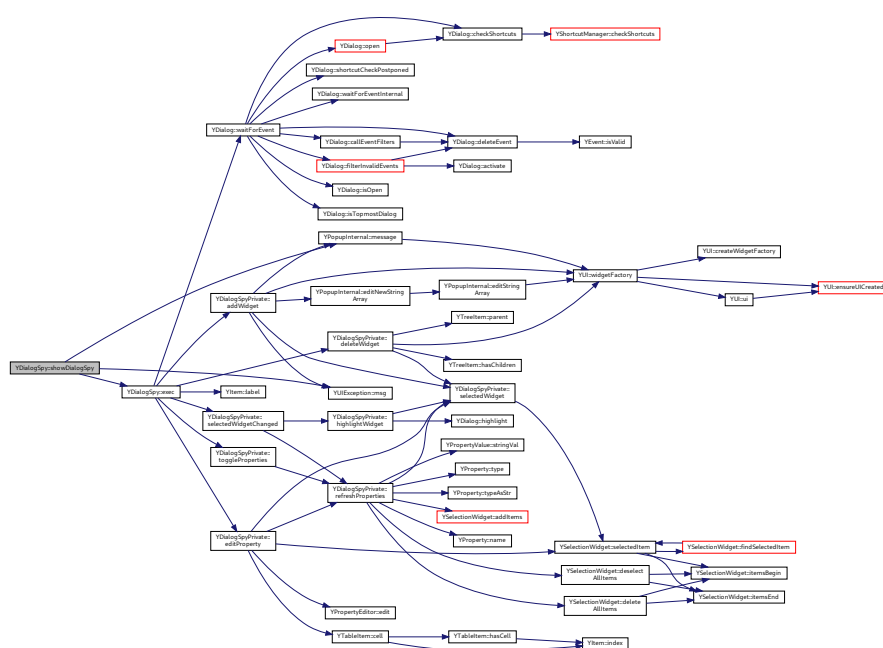 YDialog::checkShortcuts
YShortcutManager::checkShortcuts
YDialog::open
YDialog::shortcutCheckPostponed
YDialog::waitForEventInternal
YDialog::waitForEvent
YDialog::callEventFilters
YDialog::deleteEvent
YEvent::isValid
YDialog::filterInvalidEvents
YDialog::activate
YDialog::isOpen
YDialog::isTopmostDialog
YPopupInternal::message
YUI::createWidgetFactory
YUI::widgetFactory
YUI::ensureUICreated
YUI::ui
YDialogSpyPrivate::
addWidget
YPopupInternal::editNewString
Array
YPopupInternal::editString
Array
YTreeItem::parent
YDialogSpyPrivate::
deleteWidget
YTreeItem::hasChildren
YDialogSpy::showDialogSpy
YDialogSpy::exec
YItem::label
YUIException::msg
YDialogSpyPrivate::
selectedWidget
YDialogSpyPrivate::
selectedWidgetChanged
YDialogSpyPrivate::
highlightWidget
YDialog::highlight
YDialogSpyPrivate::
toggleProperties
YPropertyValue::stringVal
YProperty::type
YDialogSpyPrivate::
refreshProperties
YProperty::typeAsStr
YSelectionWidget::addItems
YProperty::name
YDialogSpyPrivate::
editProperty
YSelectionWidget::selectedItem
YSelectionWidget::findSelectedItem
YSelectionWidget::deselect
AllItems
YSelectionWidget::itemsBegin
YSelectionWidget::delete
AllItems
YSelectionWidget::itemsEnd
YPropertyEditor::edit
YTableItem::cell
YTableItem::hasCell
YItem::index